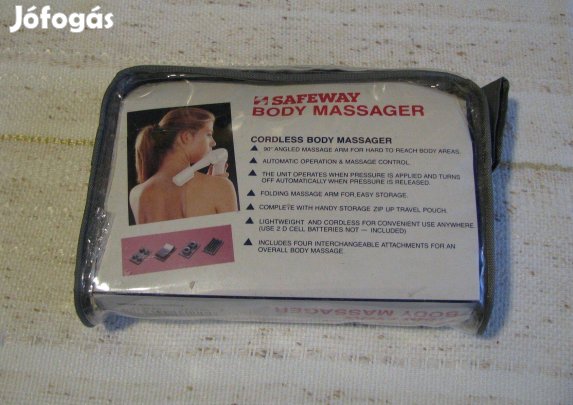 Jófogás
SAFEWAY
BODY MASSAGER
CORDLESS BODY MASSAGER
90° ANGLED MASSAGE ARM FOR HARD TO REACH BODY AREAS.
AUTOMATIC OPERATION & MASSAGE CONTROL.
THE UNIT OPERATES WHEN PRESSURE IS APPLIED AND TURNS
OFF AUTOMATICALLY WHEN PRESSURE IS RELEASED.
FOLDING MASSAGE ARM FOR EASY STORAGE.
COMPLETE WITH HANDY STORAGE ZIP UP TRAVEL POUCH.
LIGHTWEIGHT AND CORDLESS FOR CONVENIENT USE ANYWHERE
(USE 2 D CELL BATTERIES NOT — INCLUDED)
INCLUDES FOUR INTERCHANGEABLE ATTACHMENTS FOR AN
OVERALL BODY MASSAGE.
BODY MASSAGER